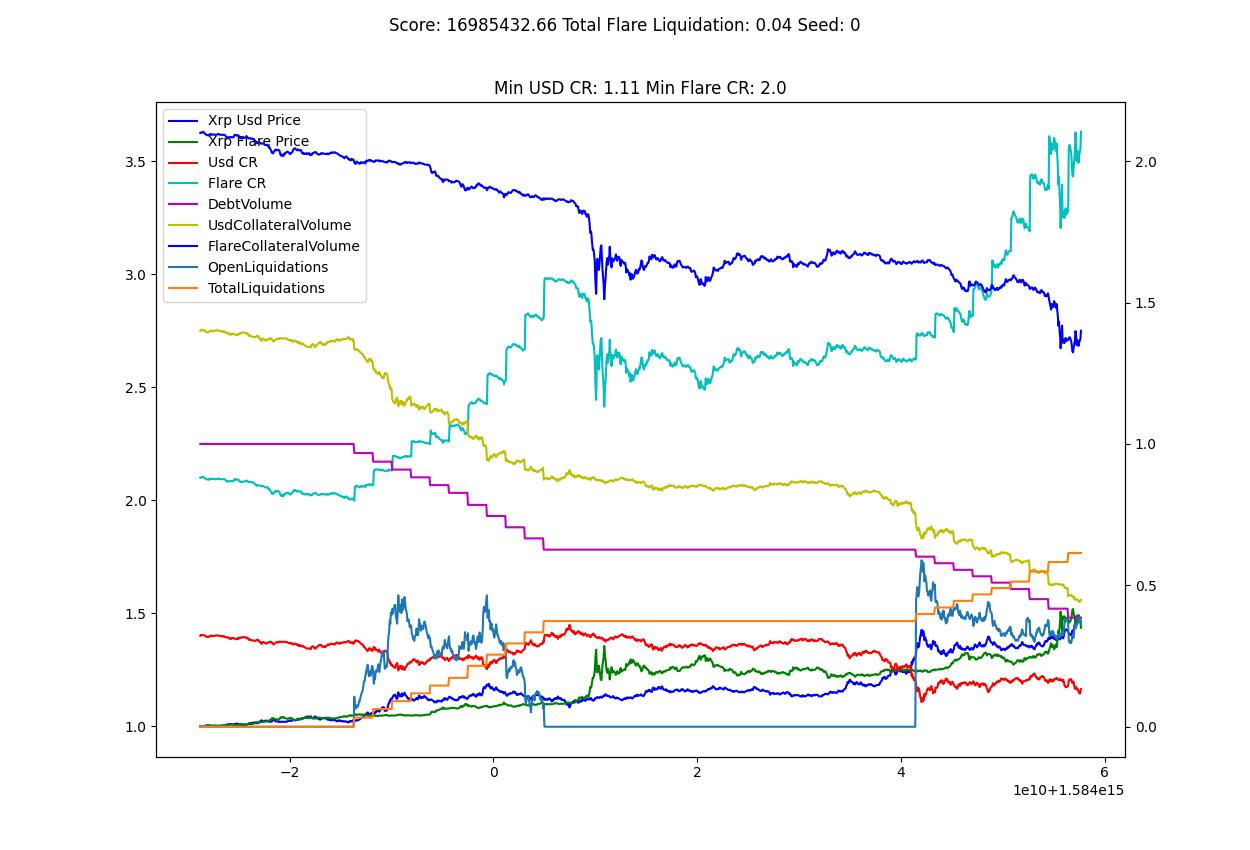 Score: 16985432.66 Total Flare Liquidation: 0.04 Seed: 0
Min USD CR: 1.11 Min Flare CR: 2.0
Xrp Usd Price
Xrp Flare Price
Usd CR
Flare CR
DebtVolume
UsdCollateralVolume
FlareCollateralVolume
OpenLiquidations
TotalLiquidations
3.5
3.0
2.5
2.0
1.5
1.0
2.0
1.5
1.0
0.5
0.0
−2
0
2
4
6
1e10+1.584e15